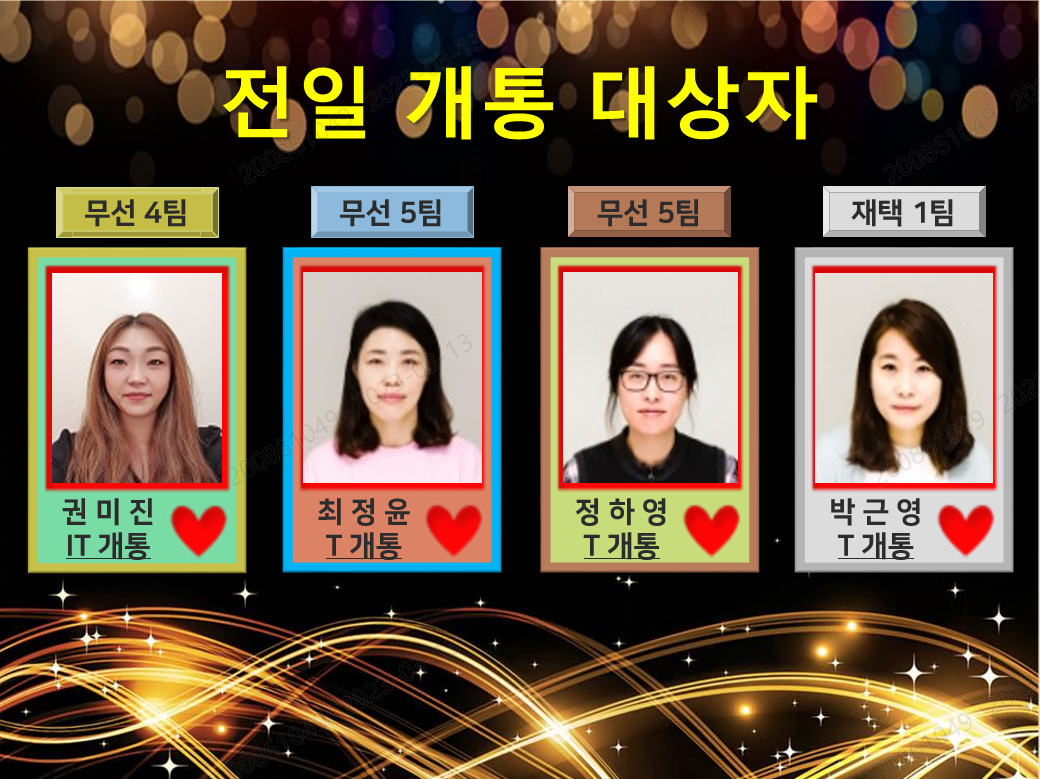 전일 개통 대상자
무선 4팀
무선 5팀
무선 5팀
재택 1팀
권 미 진
IT 개통
최 정 윤
T 개통
정 하 영
T 개통
박 근 영
T 개통